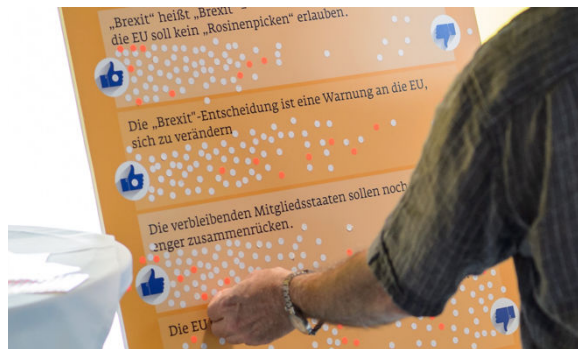 „Brexit“ heißt „Brexit“
die EU soll kein „Rosinenpicken“ erlauben.
Die „Brexit“-Entscheidung ist eine Warnung an die EU,
sich zu verändern
Die verbleibenden Mitgliedsstaaten sollen noch
enger zusammenrücken.
Die EU